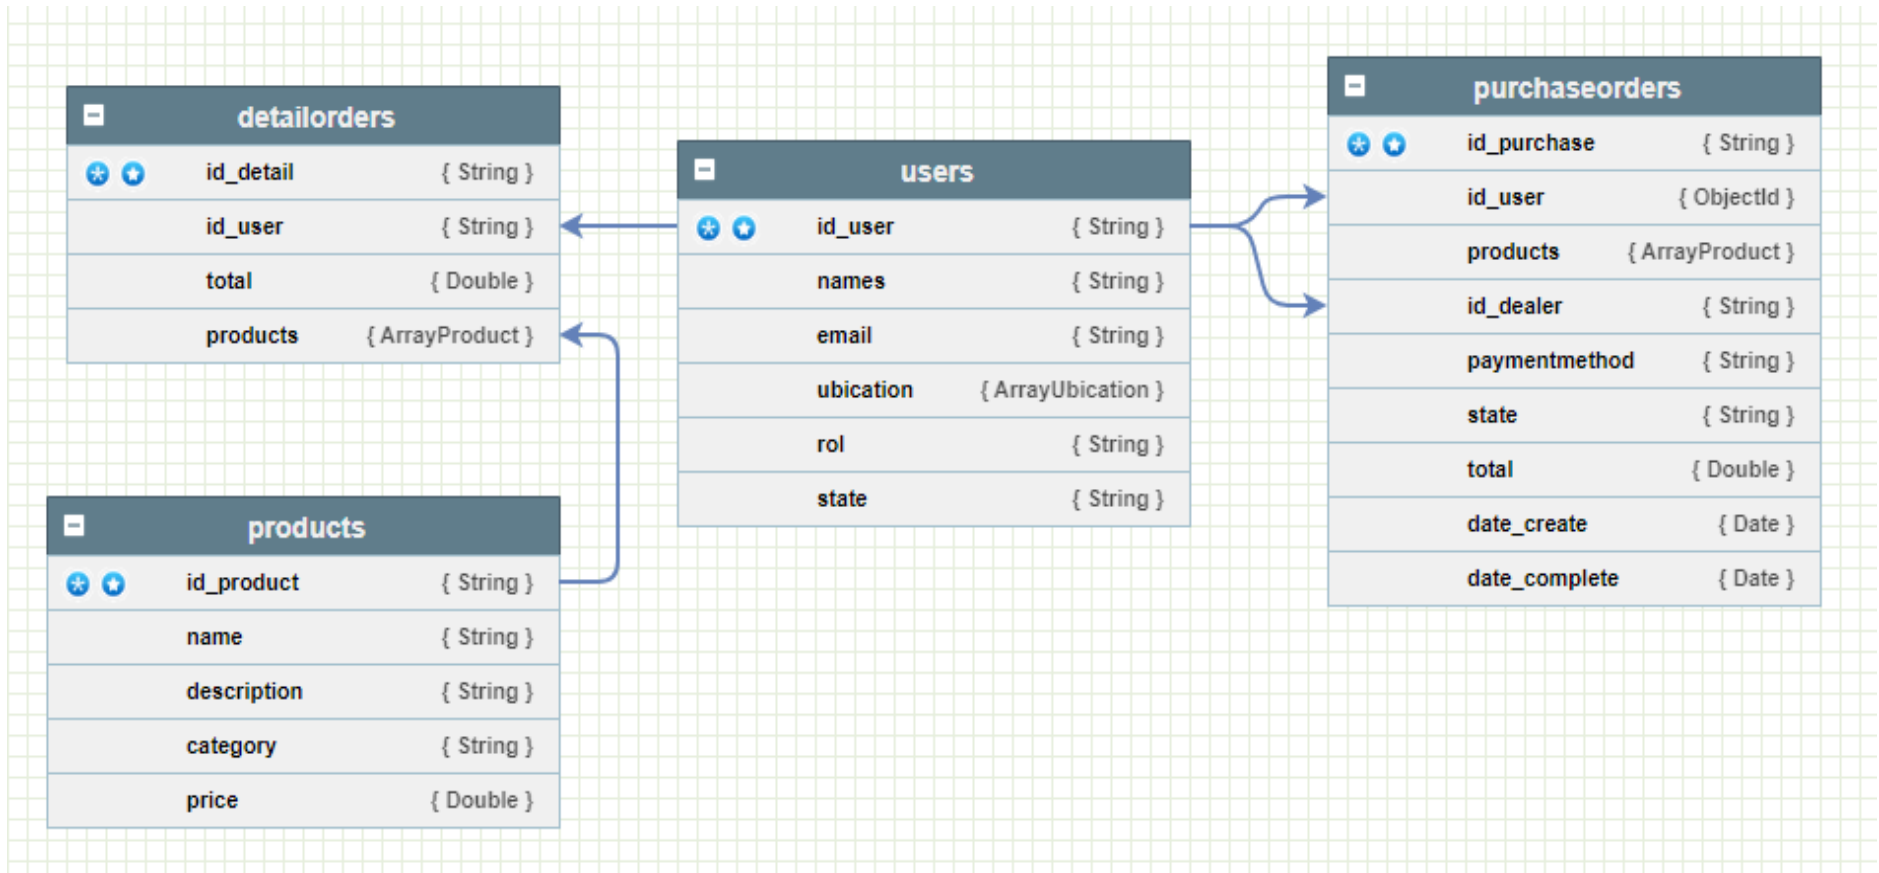 detailorders
id_detail { String }
id_user { String }
total { Double }
products { ArrayProduct }
users
id_user { String }
names { String }
email { String }
ubication { ArrayUbication }
rol { String }
state { String }
purchaseorders
id_purchase { String }
id_user { ObjectId }
products { ArrayProduct }
id_dealer { String }
paymentmethod { String }
state { String }
total { Double }
date_create { Date }
date_complete { Date }
products
id_product { String }
name { String }
description { String }
category { String }
price { Double }